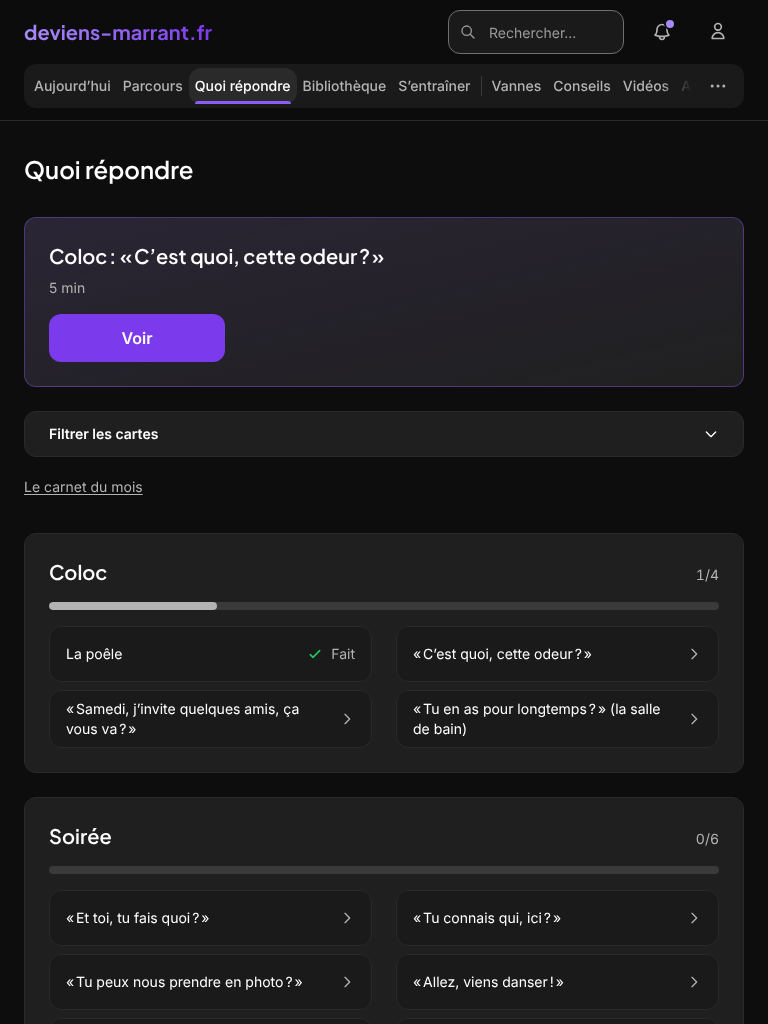 deviens-marrant.fr
Rechercher...
Aujourd’hui Parcours Quoi répondre Bibliothèque S’entraîner Vannes Conseils Vidéos A
Quoi répondre
Coloc : « C’est quoi, cette odeur ? »
5 min
Voir
Filtrer les cartes
Le carnet du mois
Coloc 1/4
La poêle Fait
« C’est quoi, cette odeur ? »
« Samedi, j’invite quelques amis, ça
vous va ? »
« Tu en as pour longtemps ? » (la salle
de bain)
Soirée 0/6
« Et toi, tu fais quoi ? »
« Tu connais qui, ici ? »
« Tu peux nous prendre en photo ? »
« Allez, viens danser ! »